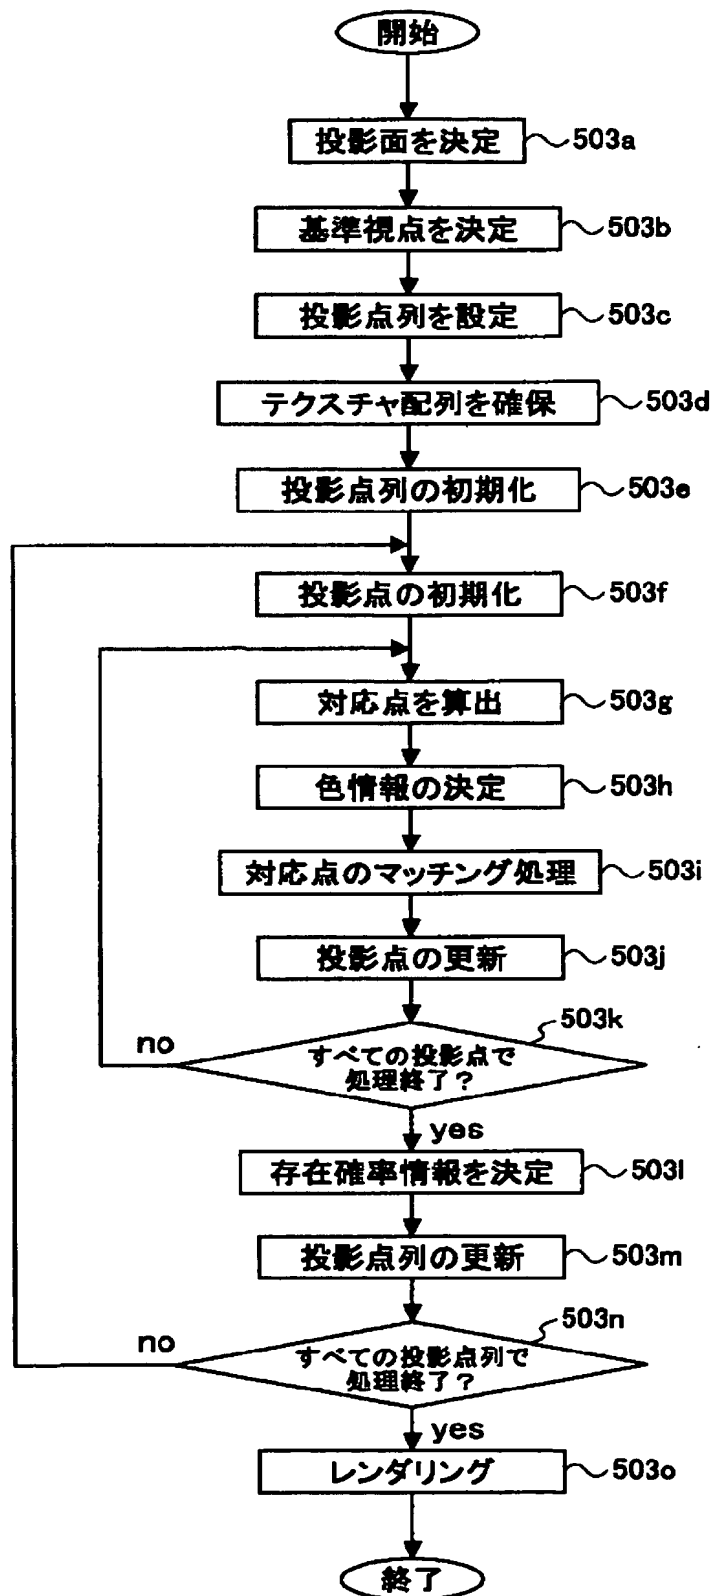 開始
投影面を決定 503a
基準視点を決定 503b
投影点列を設定 503c
テクスチャ配列を確保 503d
投影点列の初期化 503e
投影点の初期化 503f
対応点を算出 503g
色情報の決定 503h
対応点のマッチング処理 503i
投影点の更新 503j
503k
no
すべての投影点で
処理終了?
yes
存在確率情報を決定 503l
投影点列の更新 503m
503n
no
すべての投影点列で
処理終了?
yes
レンダリング 503o
終了